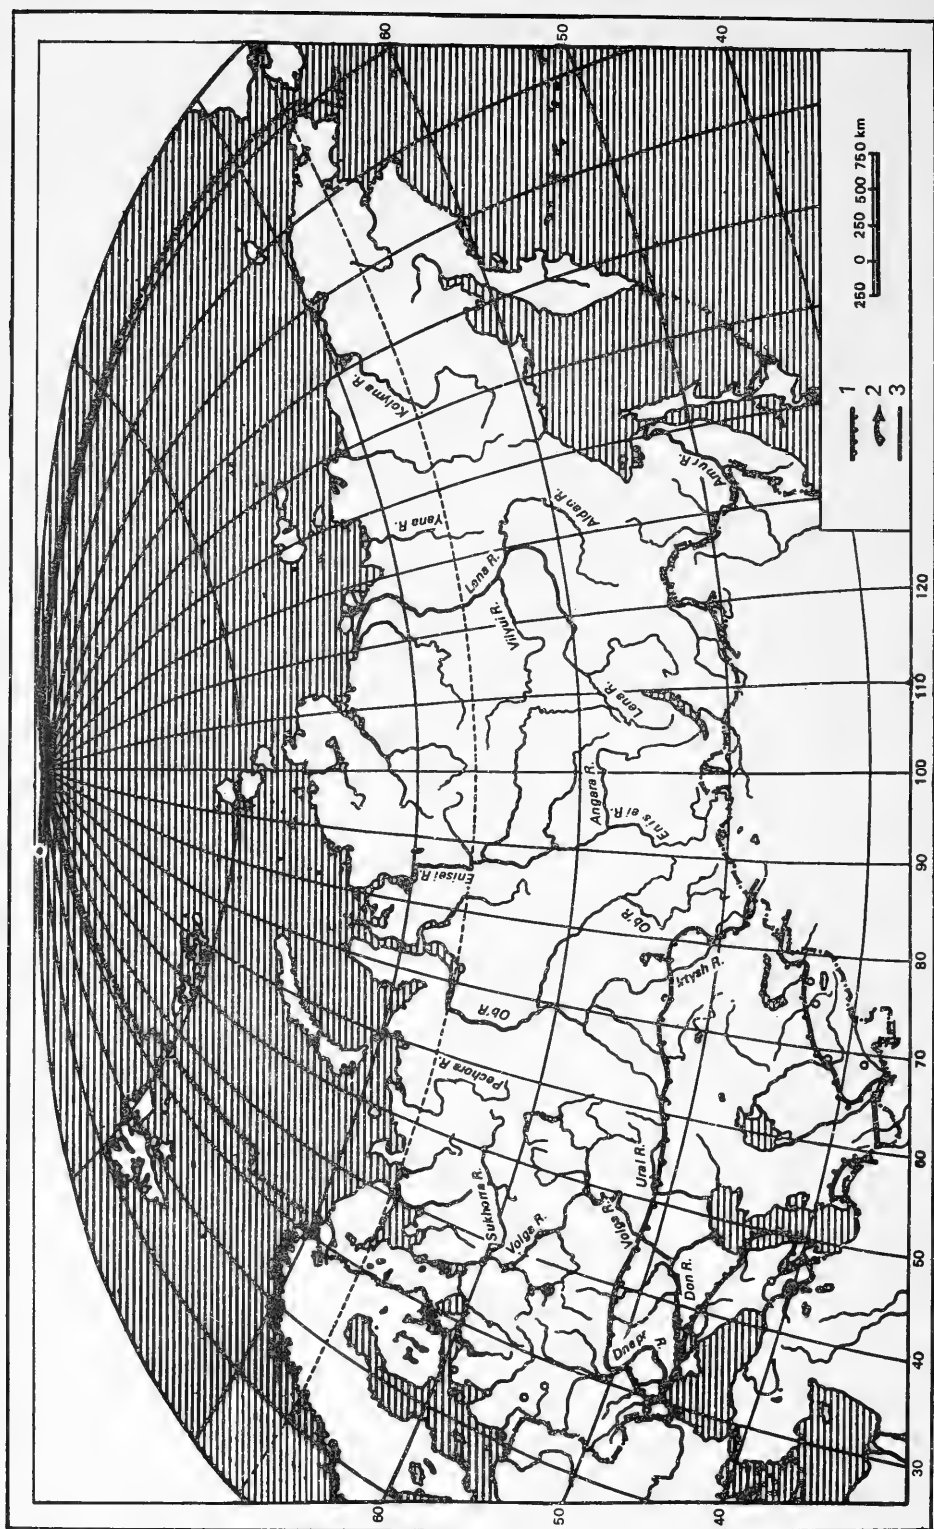 60
50
40
250 0 250 500 750 km
1
2
3
Kolyma R.
Yana R.
Lena R.
Aldan R.
Amur R.
Vilyui R.
Lena R.
Angara R.
Enisei R.
Enisei R.
Ob' R.
Ob' R.
Irtysh R.
Pechora R.
Ural R.
Sukhona R.
Volga R.
Volga R.
Don R.
Dnepr R.
60
50
40
30
40
50
60
70
80
90
100
110
120